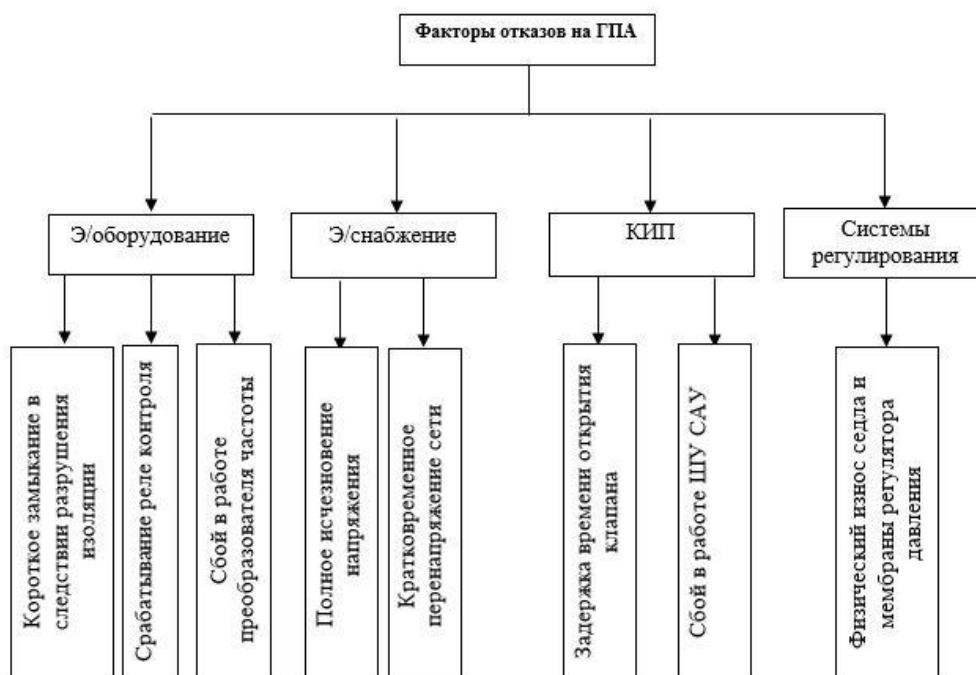 Факторы отказов на ГПА
Э/оборудование
Э/снабжение
КИП
Системы
регулирования
Короткое замыкание в
следствии разрушения
изоляции
Срабатывание реле контроля
Сбой в работе
преобразователя частоты
Полное исчезновение
напряжения
Кратковременное
перенапряжение сети
Задержка времени открытия
клапана
Сбой в работе ШУ САУ
Физический износ седла и
мембраны регулятора
давления